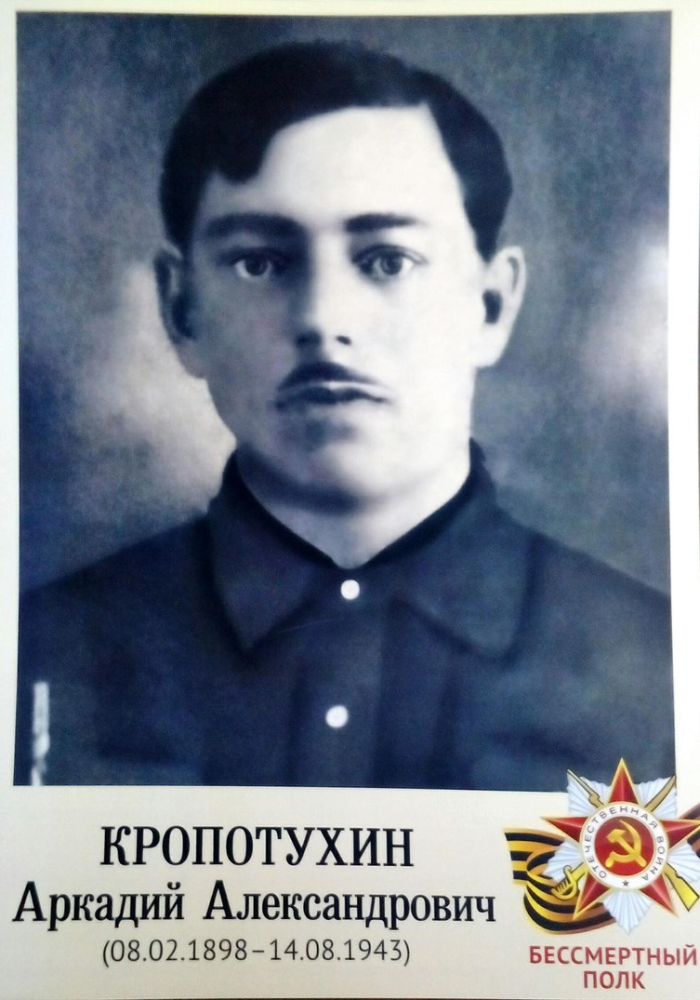 КРОПОТУХИН
Аркадий Александрович
(08.02.1898–14.08.1943)
ОТЕЧЕСТВЕННАЯ ВОЙНА
БЕССМЕРТНЫЙ
ПОЛК